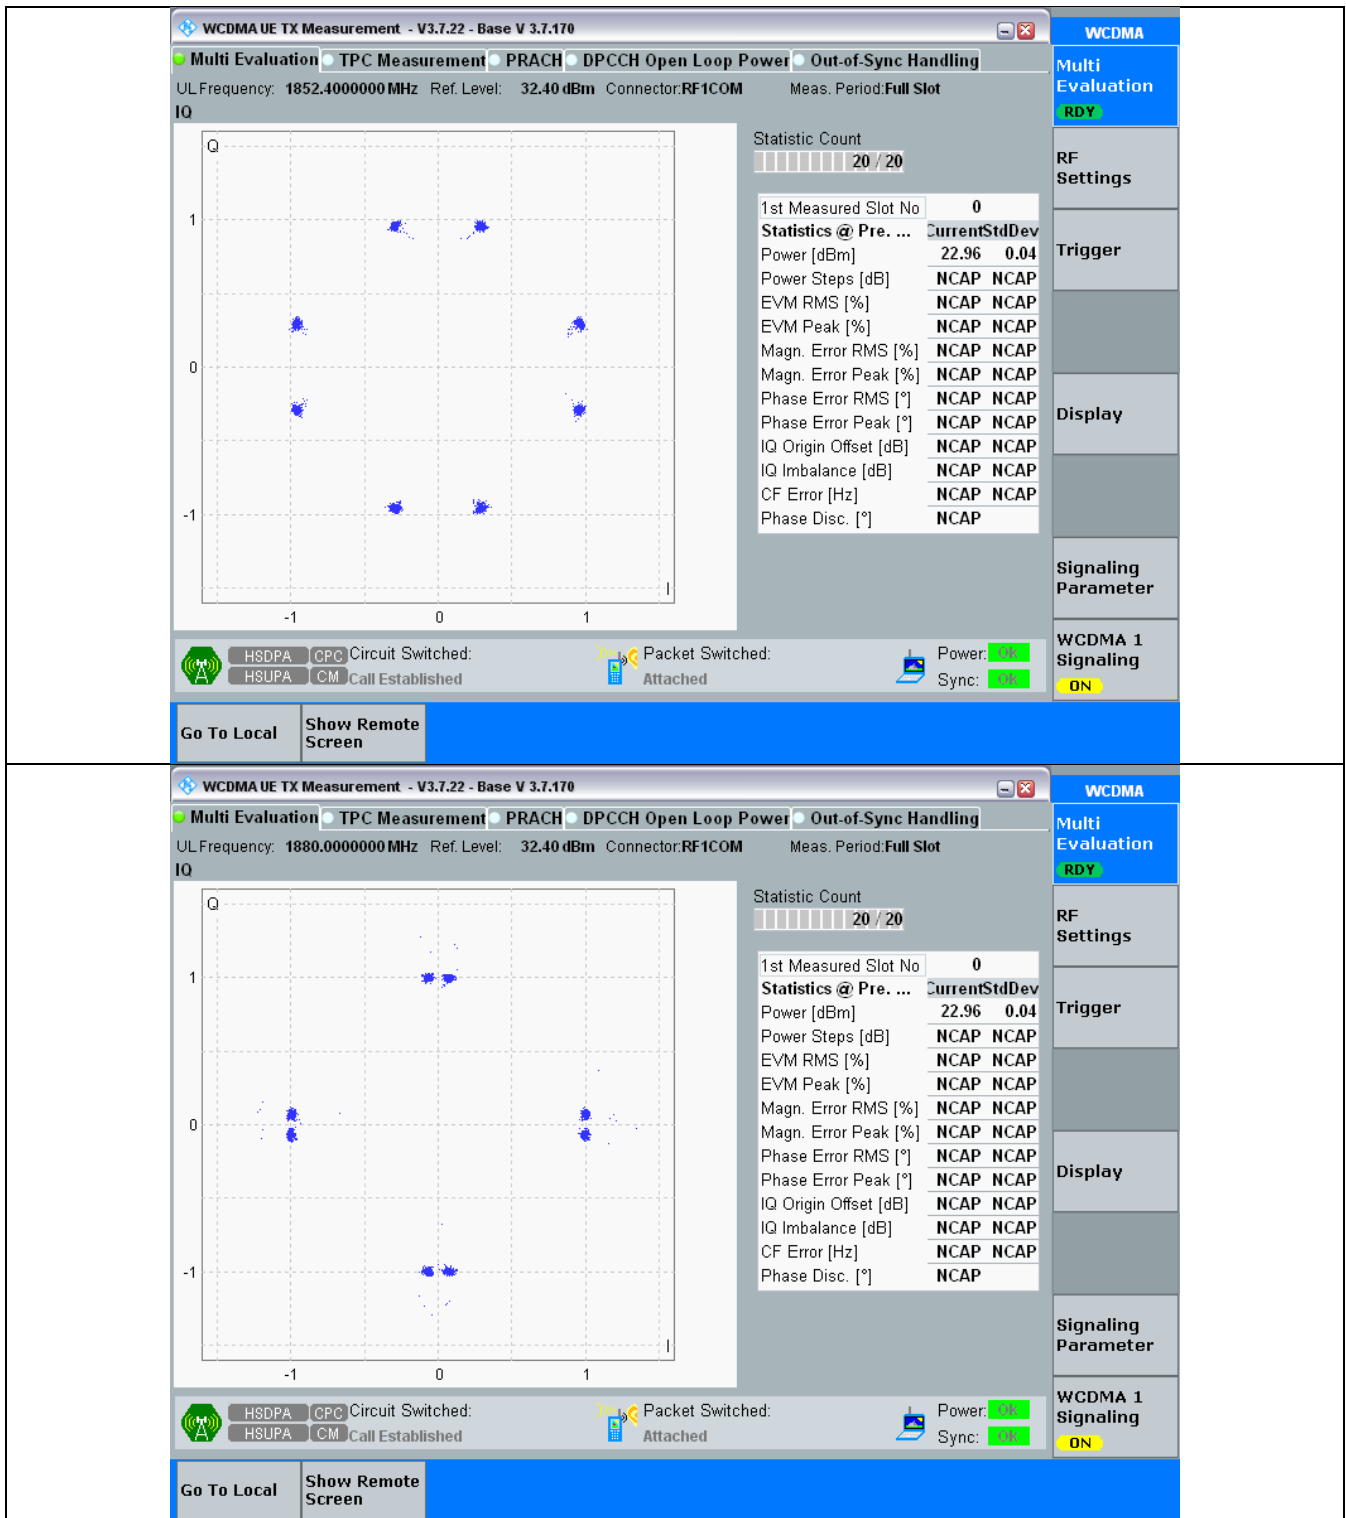 WCDMA UE TX Measurement - V3.7.22 - Base V 3.7.170
WCDMA
Multi Evaluation TPC Measurement PRACH DPCCH Open Loop Power Out-of-Sync Handling
Multi
Evaluation
RDY
UL Frequency: 1852.4000000 MHz Ref. Level: 32.40 dBm Connector:RF1COM Meas. Period:Full Slot
IQ
Q
1
0
-1
-1 0 1
I
Statistic Count
20 / 20
1st Measured Slot No 0
Statistics @ Pre. ... Current StdDev
Power [dBm] 22.96 0.04
Power Steps [dB] NCAP NCAP
EVM RMS [%] NCAP NCAP
EVM Peak [%] NCAP NCAP
Magn. Error RMS [%] NCAP NCAP
Magn. Error Peak [%] NCAP NCAP
Phase Error RMS [°] NCAP NCAP
Phase Error Peak [°] NCAP NCAP
IQ Origin Offset [dB] NCAP NCAP
IQ Imbalance [dB] NCAP NCAP
CF Error [Hz] NCAP NCAP
Phase Disc. [°] NCAP
RF
Settings
Trigger
Display
Signaling
Parameter
WCDMA 1
Signaling
ON
HSDPA CPC Circuit Switched: Packet Switched: Power: Ok
HSUPA CM Call Established Attached Sync: Ok
Go To Local
Show Remote
Screen
WCDMA UE TX Measurement - V3.7.22 - Base V 3.7.170
WCDMA
Multi Evaluation TPC Measurement PRACH DPCCH Open Loop Power Out-of-Sync Handling
Multi
Evaluation
RDY
UL Frequency: 1880.0000000 MHz Ref. Level: 32.40 dBm Connector:RF1COM Meas. Period:Full Slot
IQ
Q
1
0
-1
-1 0 1
I
Statistic Count
20 / 20
1st Measured Slot No 0
Statistics @ Pre. ... Current StdDev
Power [dBm] 22.96 0.04
Power Steps [dB] NCAP NCAP
EVM RMS [%] NCAP NCAP
EVM Peak [%] NCAP NCAP
Magn. Error RMS [%] NCAP NCAP
Magn. Error Peak [%] NCAP NCAP
Phase Error RMS [°] NCAP NCAP
Phase Error Peak [°] NCAP NCAP
IQ Origin Offset [dB] NCAP NCAP
IQ Imbalance [dB] NCAP NCAP
CF Error [Hz] NCAP NCAP
Phase Disc. [°] NCAP
RF
Settings
Trigger
Display
Signaling
Parameter
WCDMA 1
Signaling
ON
HSDPA CPC Circuit Switched: Packet Switched: Power: Ok
HSUPA CM Call Established Attached Sync: Ok
Go To Local
Show Remote
Screen